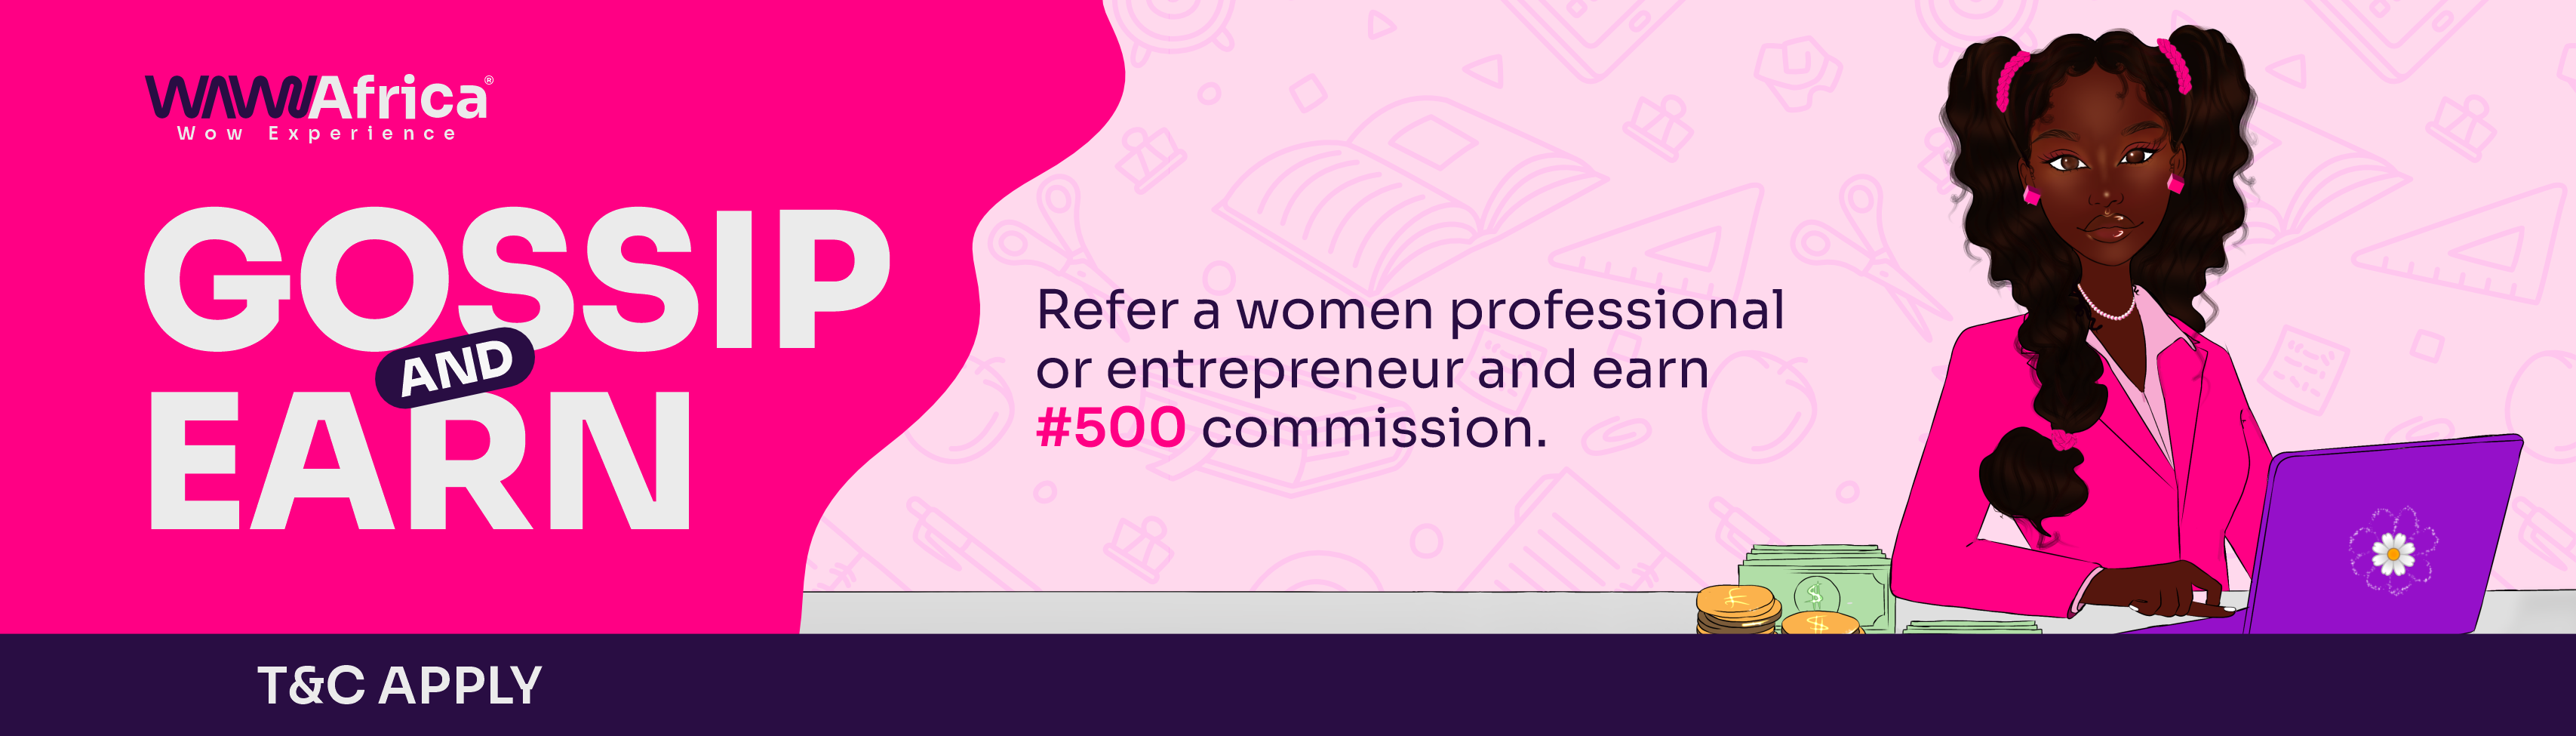 WAWAfrica®
Wow Experience
GOSSIP
AND
EARN
Refer a women professional
or entrepreneur and earn
#500 commission.
T&C APPLY